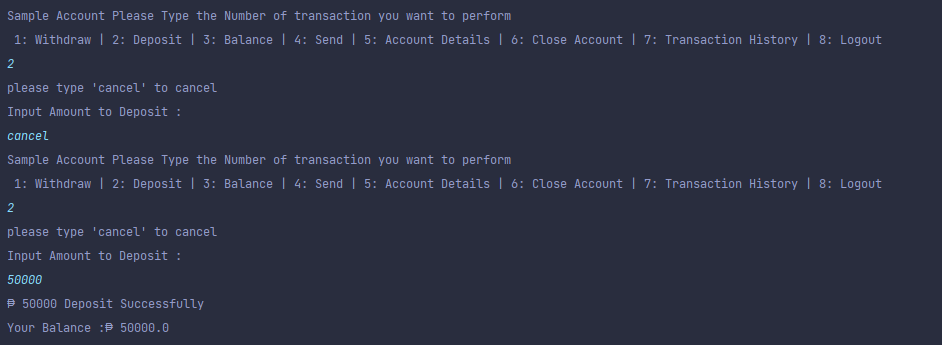 Sample Account Please Type the Number of transaction you want to perform
1: Withdraw | 2: Deposit | 3: Balance | 4: Send | 5: Account Details | 6: Close Account | 7: Transaction History | 8: Logout
2
please type 'cancel' to cancel
Input Amount to Deposit :
cancel
Sample Account Please Type the Number of transaction you want to perform
1: Withdraw | 2: Deposit | 3: Balance | 4: Send | 5: Account Details | 6: Close Account | 7: Transaction History | 8: Logout
2
please type 'cancel' to cancel
Input Amount to Deposit :
50000
₱ 50000 Deposit Successfully
Your Balance :₱ 50000.0